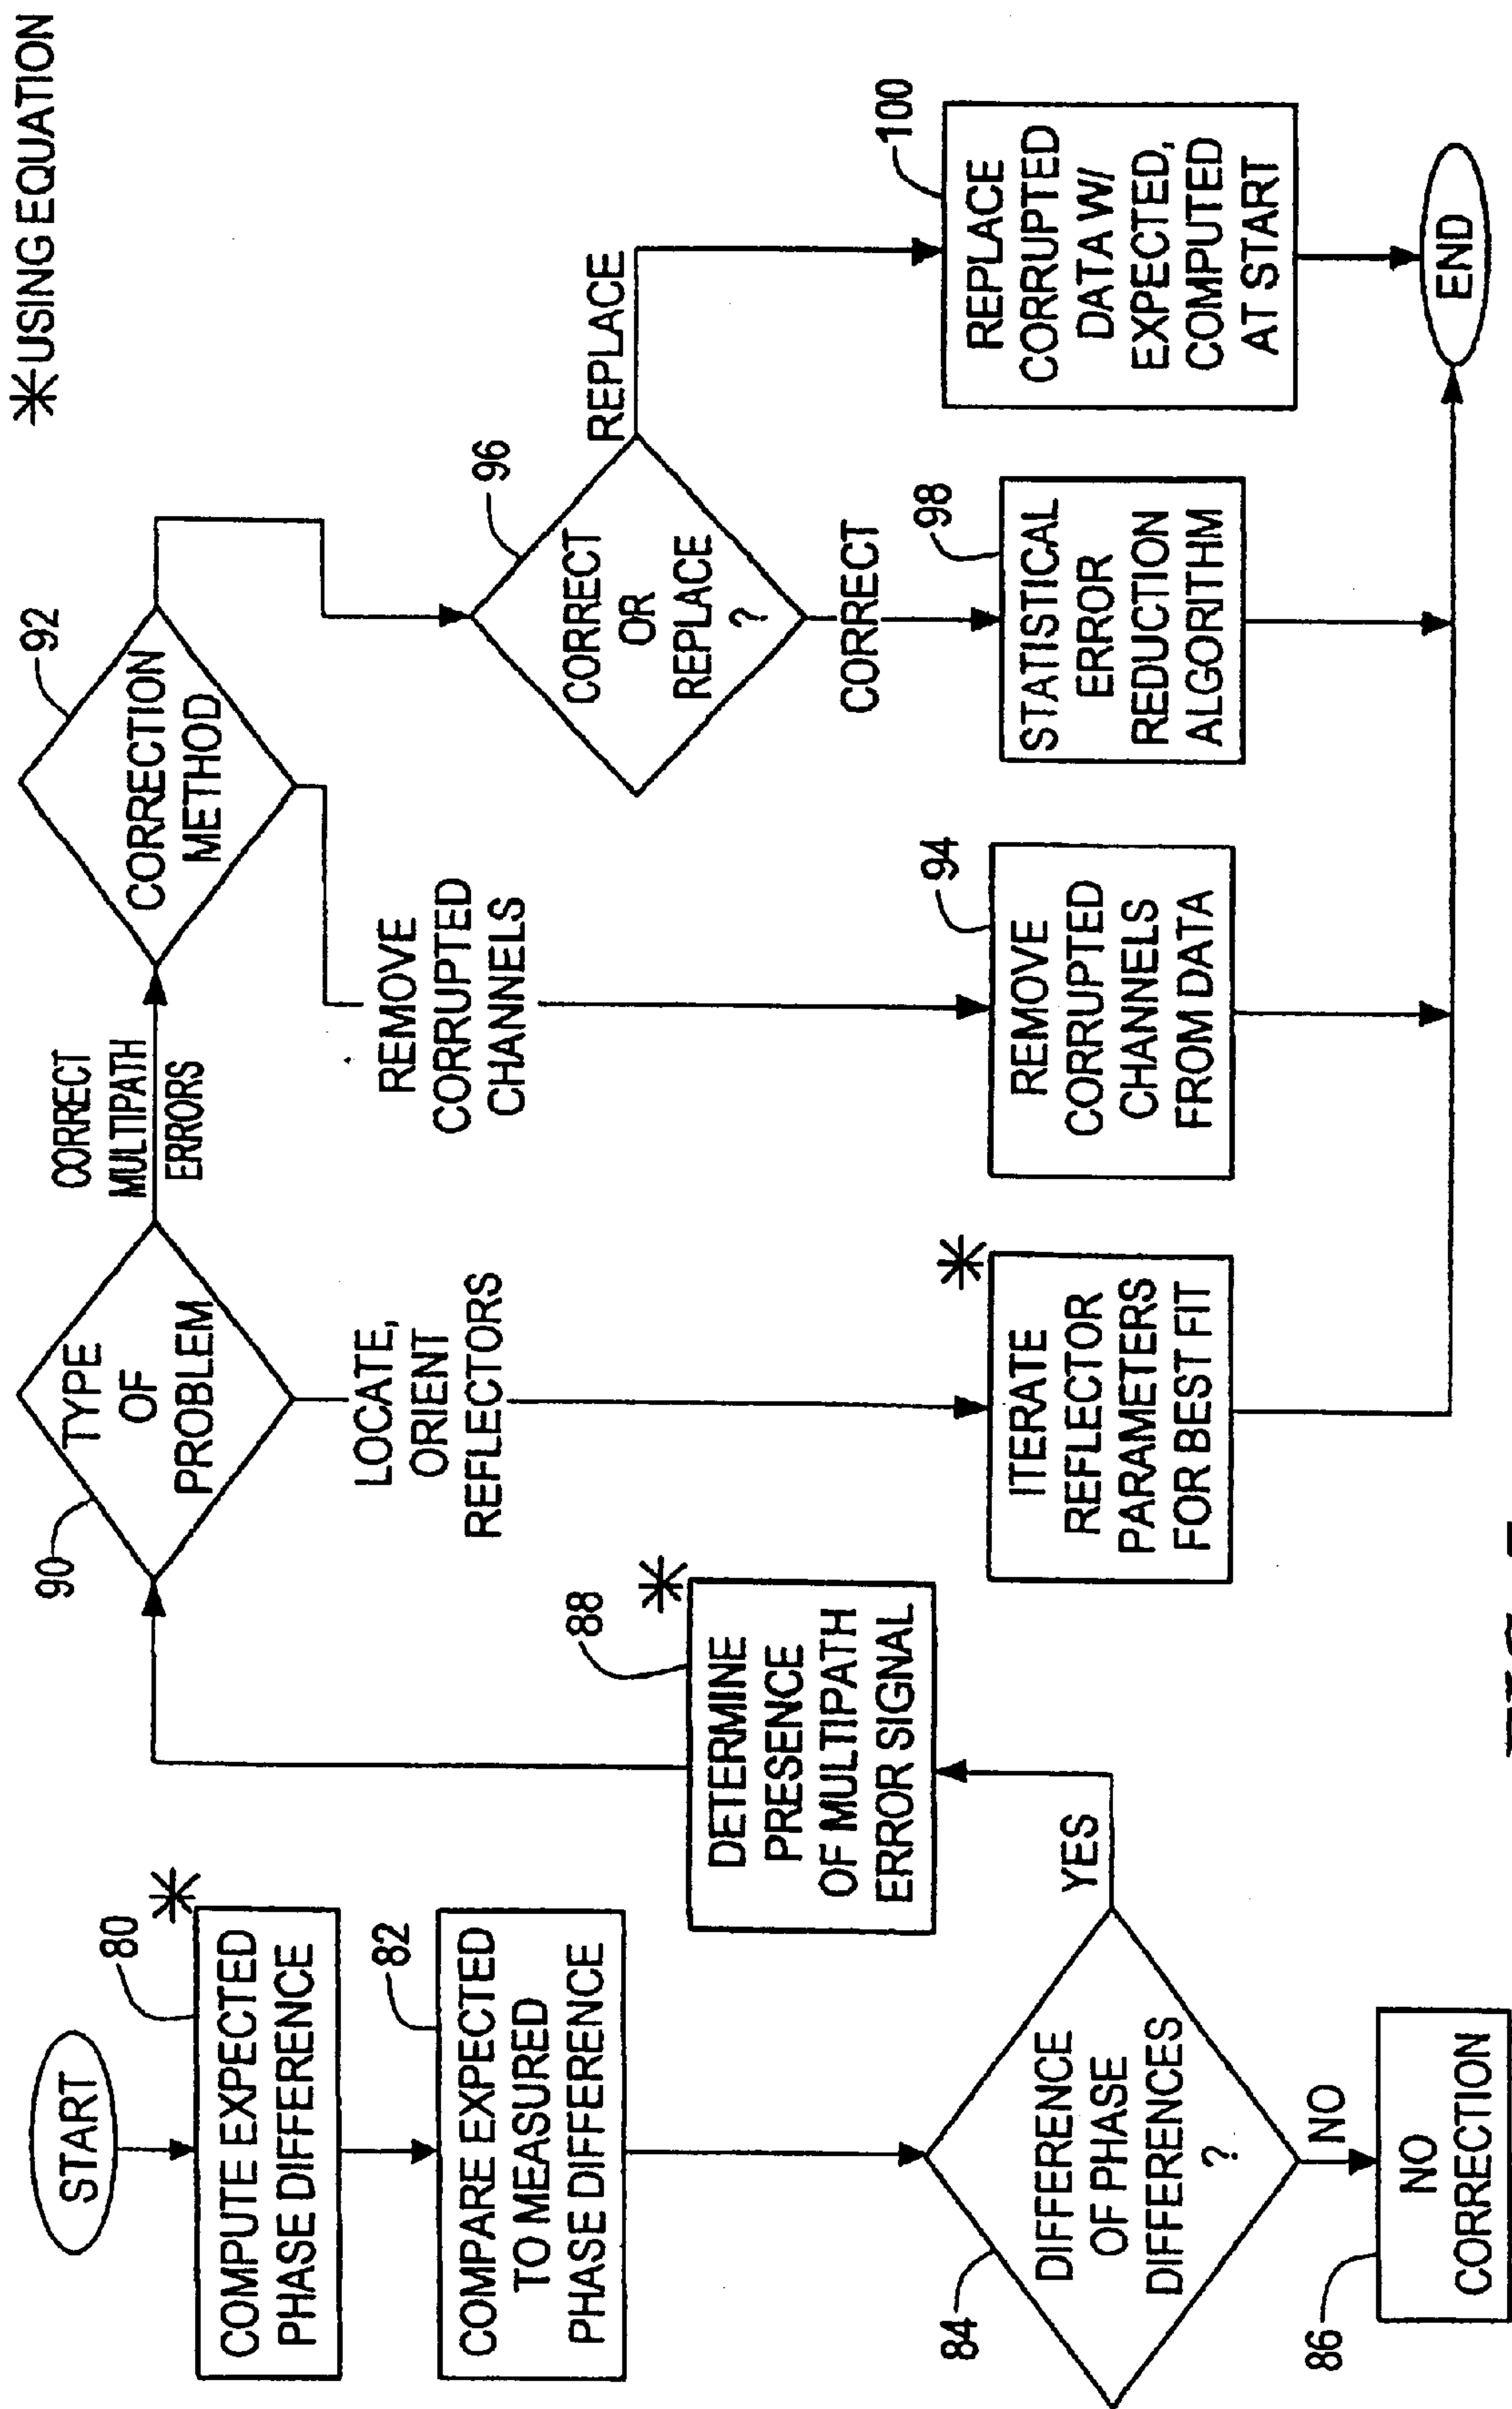 *USING EQUATION
START
80
*
COMPUTE EXPECTED
PHASE DIFFERENCE
82
COMPARE EXPECTED
TO MEASURED
PHASE DIFFERENCE
84
DIFFERENCE
OF PHASE
DIFFERENCES
?
YES
NO
86
NO
CORRECTION
88
*
DETERMINE
PRESENCE
OF MULTIPATH
ERROR SIGNAL
90
TYPE
OF
PROBLEM
LOCATE,
ORIENT
REFLECTORS
*
ITERATE
REFLECTOR
PARAMETERS
FOR BEST FIT
CORRECT
MULTIPATH
ERRORS
92
CORRECTION
METHOD
REMOVE
CORRUPTED
CHANNELS
94
REMOVE
CORRUPTED
CHANNELS
FROM DATA
96
CORRECT
OR
REPLACE
?
CORRECT
98
STATISTICAL
ERROR
REDUCTION
ALGORITHM
REPLACE
100
REPLACE
CORRUPTED
DATA W/
EXPECTED,
COMPUTED
AT START
END